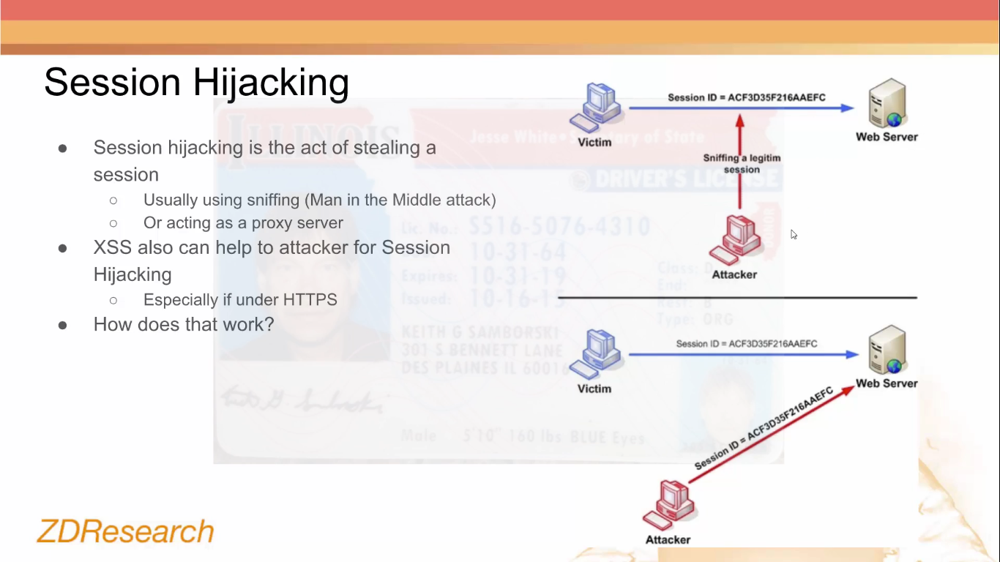 Session Hijacking
● Session hijacking is the act of stealing a
session
○ Usually using sniffing (Man in the Middle attack)
○ Or acting as a proxy server
● XSS also can help to attacker for Session
Hijacking
○ Especially if under HTTPS
● How does that work?
Session ID = ACF3D35F216AAEFC
Victim
Web Server
Sniffing a legitim
session
Attacker
Session ID = ACF3D35F216AAEFC
Victim
Web Server
Session ID = ACF3D35F216AAEFC
Attacker
ILLINOIS
Jesse White • Secretary of State
DRIVER'S LICENSE
Lic. No.: S516-5076-4310
10-31-64
Expires: 10-31-19
Issued: 10-16-15
Class: D
End:
Rest: B
Type: ORG
DONOR
KEITH G SAMBORSKI
301 S BENNETT LANE
DES PLAINES IL 60016
Male 5'10" 160 lbs BLUE Eyes
ZDResearch